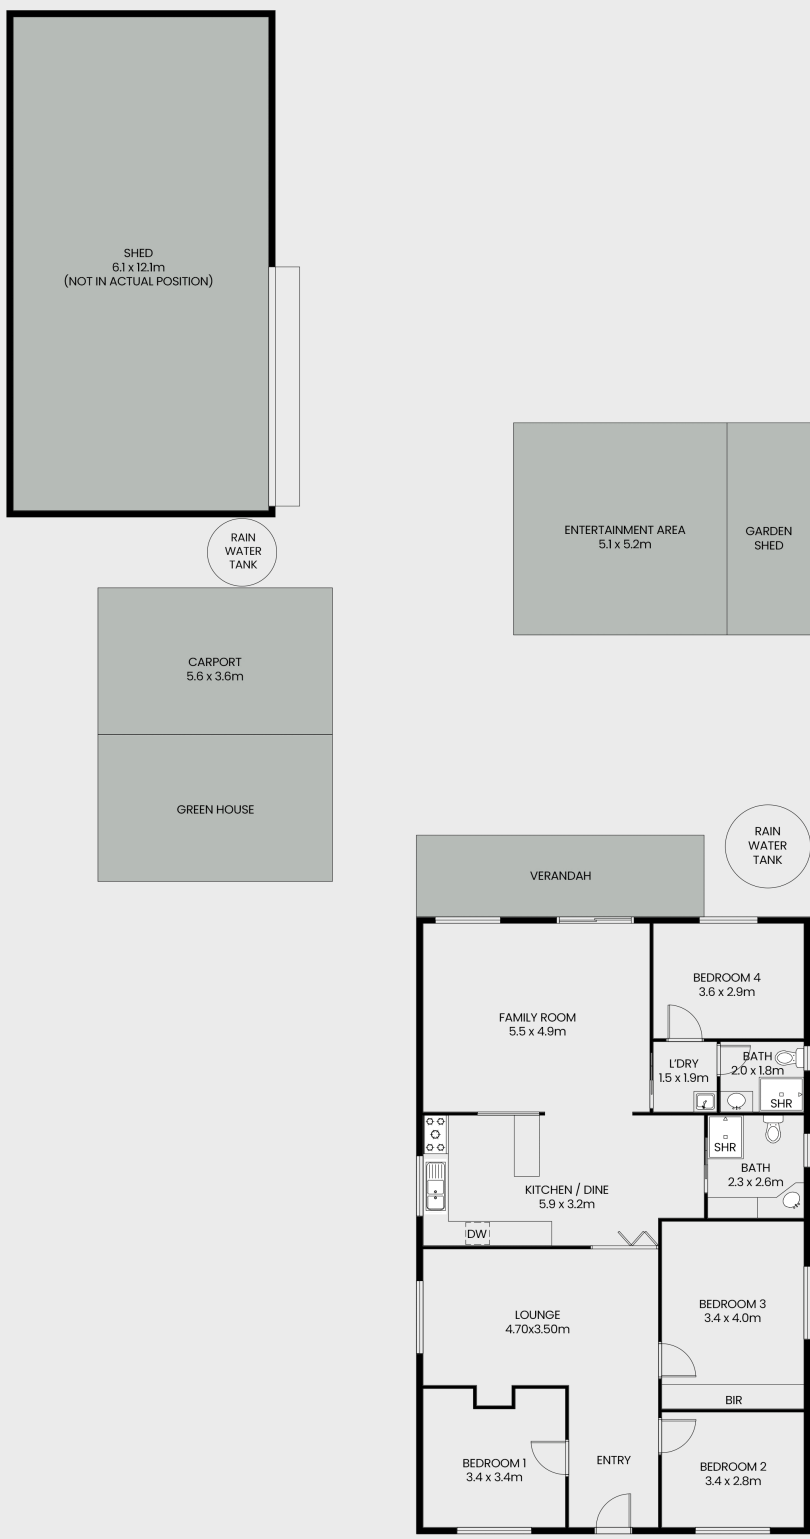 SHED
6.1 x 12.1m
(NOT IN ACTUAL POSITION)
RAIN
WATER
TANK
ENTERTAINMENT AREA
5.1 x 5.2m
GARDEN
SHED
CARPORT
5.6 x 3.6m
GREEN HOUSE
RAIN
WATER
TANK
VERANDAH
BEDROOM 4
3.6 x 2.9m
FAMILY ROOM
5.5 x 4.9m
L'DRY
1.5 x 1.9m
BATH
2.0 x 1.8m
SHR
SHR
BATH
2.3 x 2.6m
KITCHEN / DINE
5.9 x 3.2m
DW
LOUNGE
4.70x3.50m
BEDROOM 3
3.4 x 4.0m
BIR
BEDROOM 1
3.4 x 3.4m
ENTRY
BEDROOM 2
3.4 x 2.8m